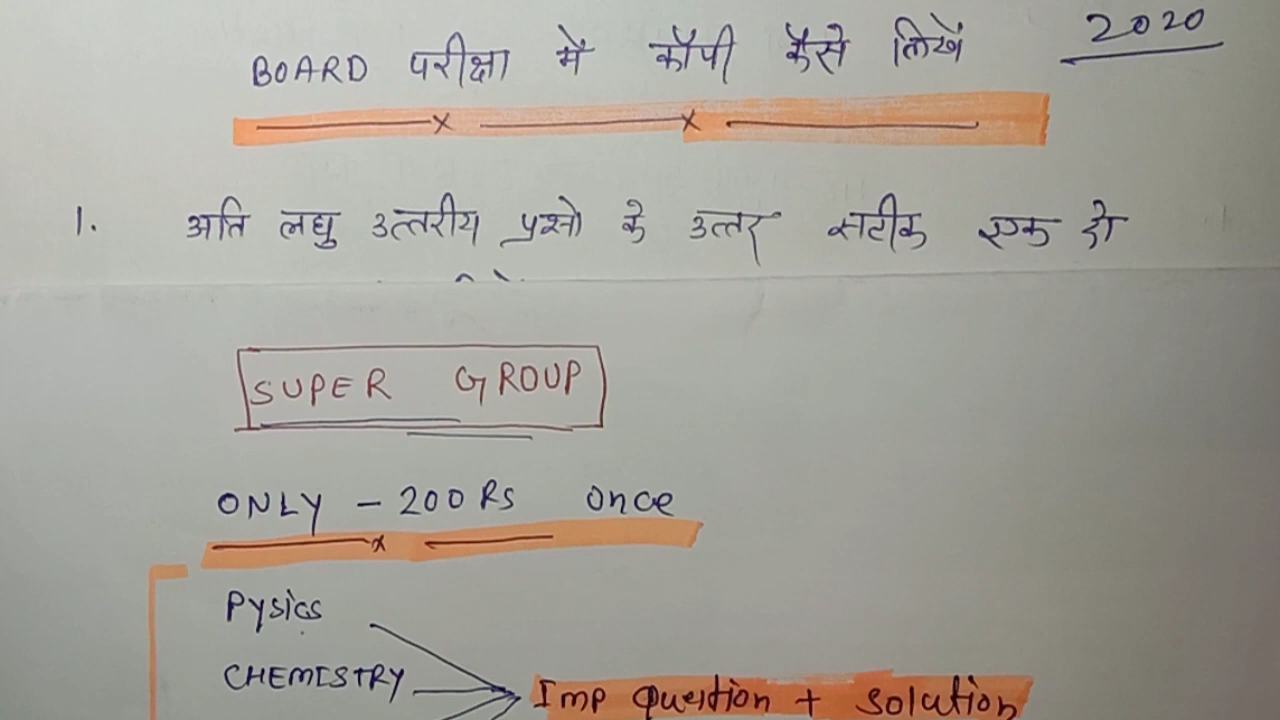 BOARD परीक्षा में कॉपी कैसे लिखें 2020
1. अति लघु उत्तरीय प्रश्नो के उत्तर सटीक एक दो
SUPER GROUP
ONLY - 200 RS once
Pysics
CHEMISTRY
Imp question + solution